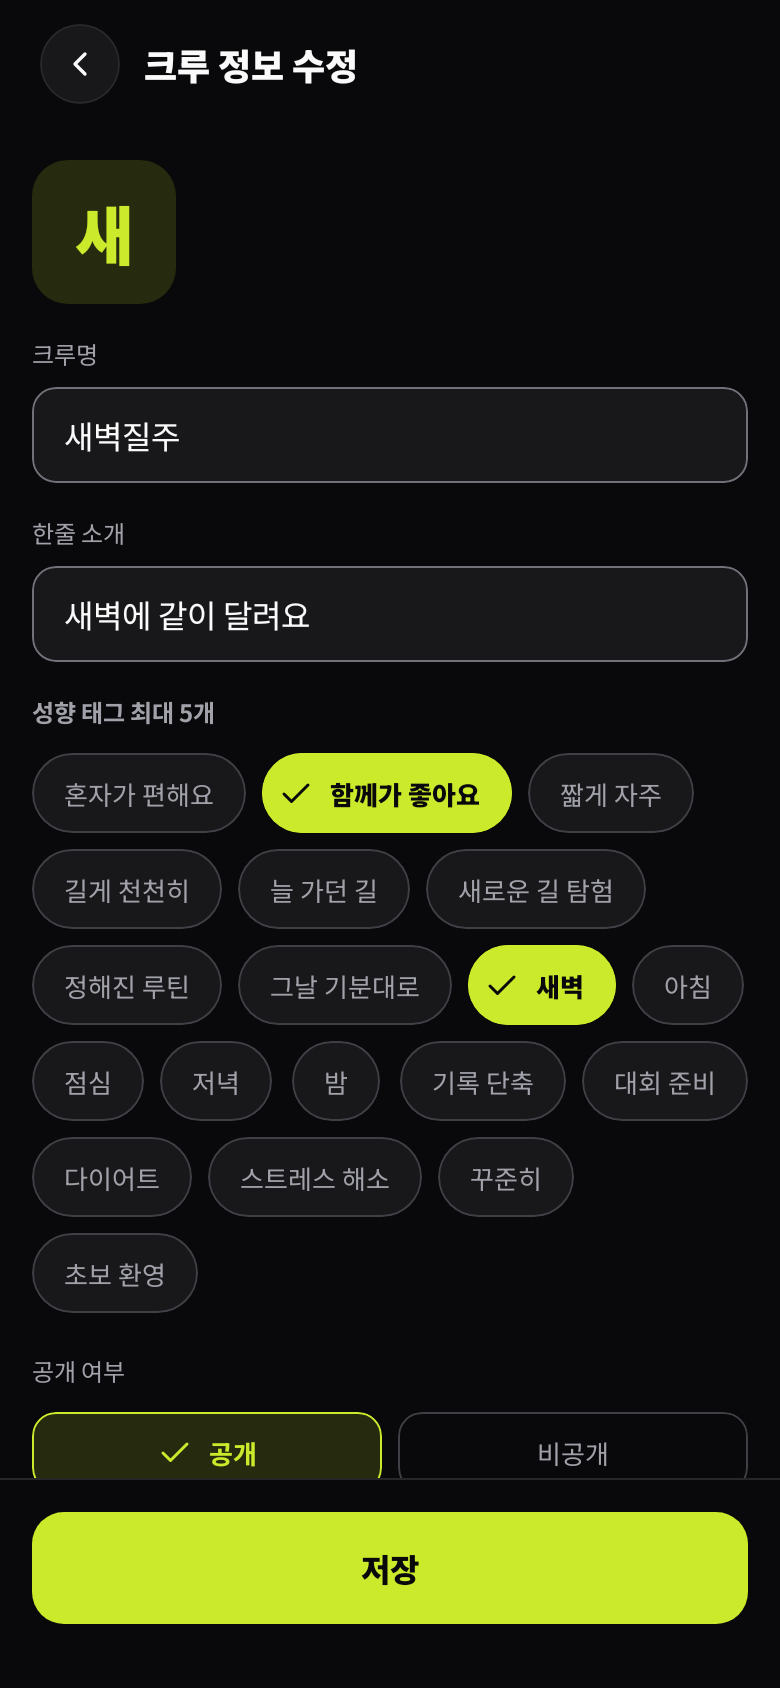 크루 정보 수정
새
크루명
새벽질주
한줄 소개
새벽에 같이 달려요
성향 태그 최대 5개
혼자가 편해요 함께가 좋아요 짧게 자주
길게 천천히 늘 가던 길 새로운 길 탐험
정해진 루틴 그날 기분대로 새벽 아침
점심 저녁 밤 기록 단축 대회 준비
다이어트 스트레스 해소 꾸준히
초보 환영
공개 여부
공개 비공개
저장